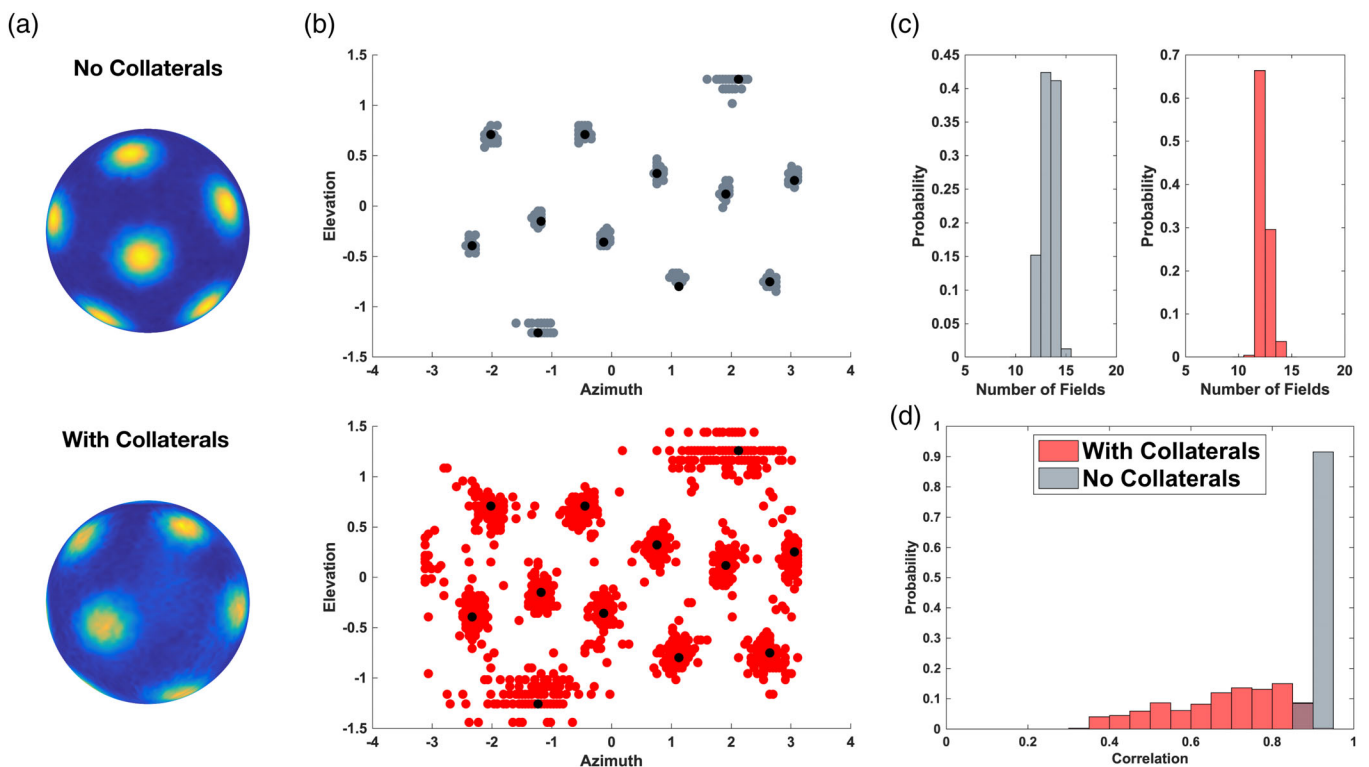 (a)
No Collaterals
With Collaterals
(b)
1.5
1
0.5
0
-0.5
-1
-1.5
Elevation
-4 -3 -2 -1 0 1 2 3 4
Azimuth
1.5
1
0.5
0
-0.5
-1
-1.5
Elevation
-4 -3 -2 -1 0 1 2 3 4
Azimuth
(c)
0.45
0.4
0.35
0.3
0.25
0.2
0.15
0.1
0.05
0
Probability
5 10 15 20
Number of Fields
0.7
0.6
0.5
0.4
0.3
0.2
0.1
0
Probability
5 10 15 20
Number of Fields
(d)
1
0.9
0.8
0.7
0.6
0.5
0.4
0.3
0.2
0.1
0
Probability
With Collaterals
No Collaterals
0 0.2 0.4 0.6 0.8 1
Correlation